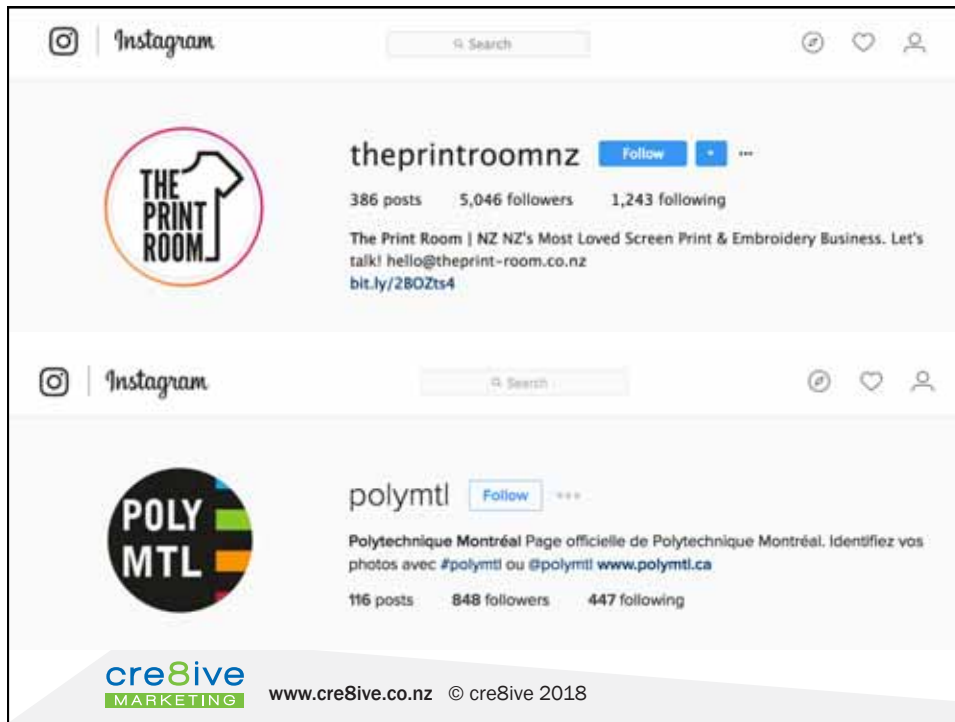 Instagram Search
THE
PRINT
ROOM
theprintroomnz Follow
386 posts 5,046 followers 1,243 following
The Print Room | NZ NZ's Most Loved Screen Print & Embroidery Business. Let's
talk! hello@theprint-room.co.nz
bit.ly/2BOZts4
Instagram Search
POLY
MTL
polymtl Follow
Polytechnique Montréal Page officielle de Polytechnique Montréal. Identifiez vos
photos avec #polymtl ou @polymtl www.polymtl.ca
116 posts 848 followers 447 following
cre8ive
MARKETING
www.cre8ive.co.nz © cre8ive 2018